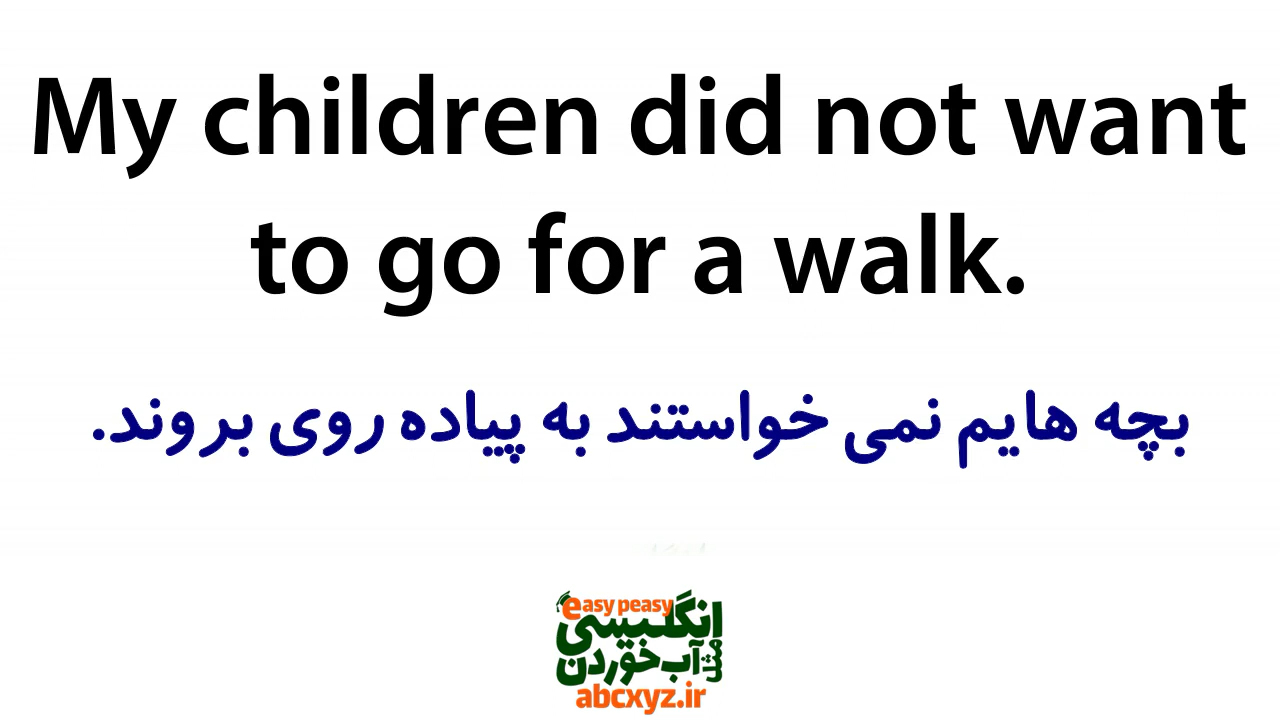 My children did not want
to go for a walk.
بچه هایم نمی خواستند به پیاده روی بروند.
easy peasy
انگلیسی
مثل آب خوردن
abcxyz.ir